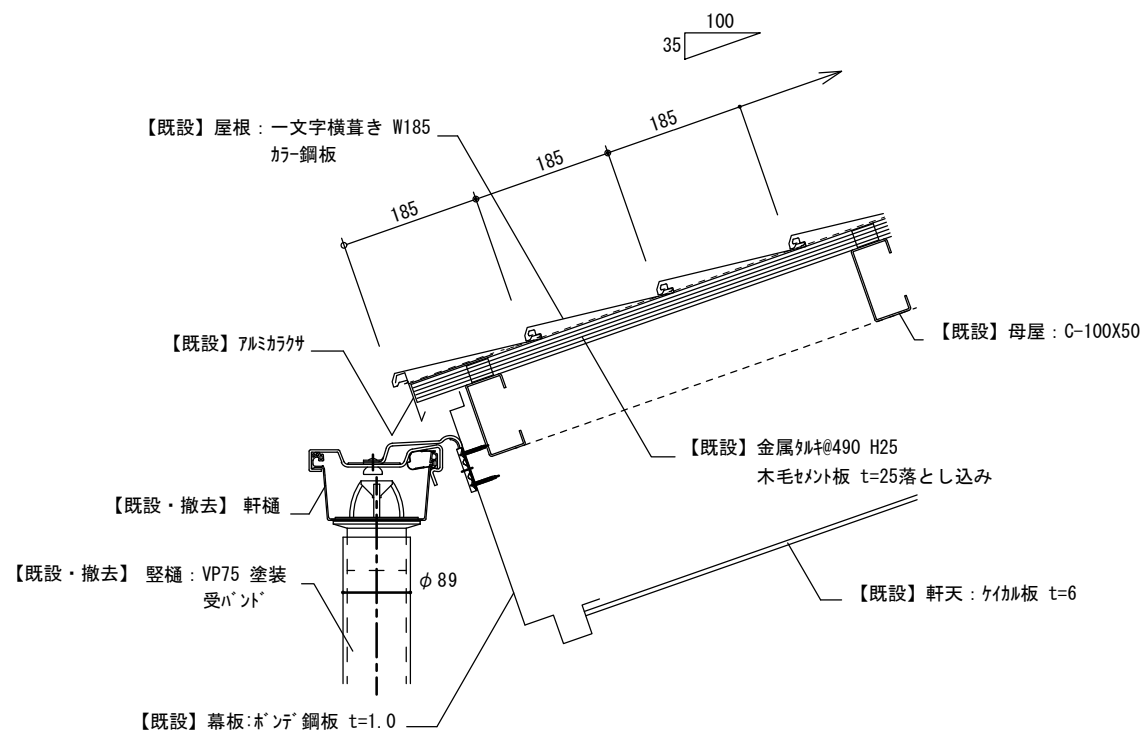 100
35
185
【既設】屋根：一文字横葺き W185
ｶﾗｰ鋼板
185
185
【既設】ｱﾙﾐｶﾗｸｻ
【既設】母屋：C-100X50
【既設】金属ﾀﾙｷ@490 H25
木毛ｾﾒﾝﾄ板 t=25落とし込み
【既設・撤去】 軒樋
【既設・撤去】 竪樋：VP75 塗装
受ﾊﾞﾝﾄﾞ
φ89
【既設】軒天：ｹｲｶﾙ板 t=6
【既設】幕板:ﾎﾞﾝﾃﾞ鋼板 t=1.0